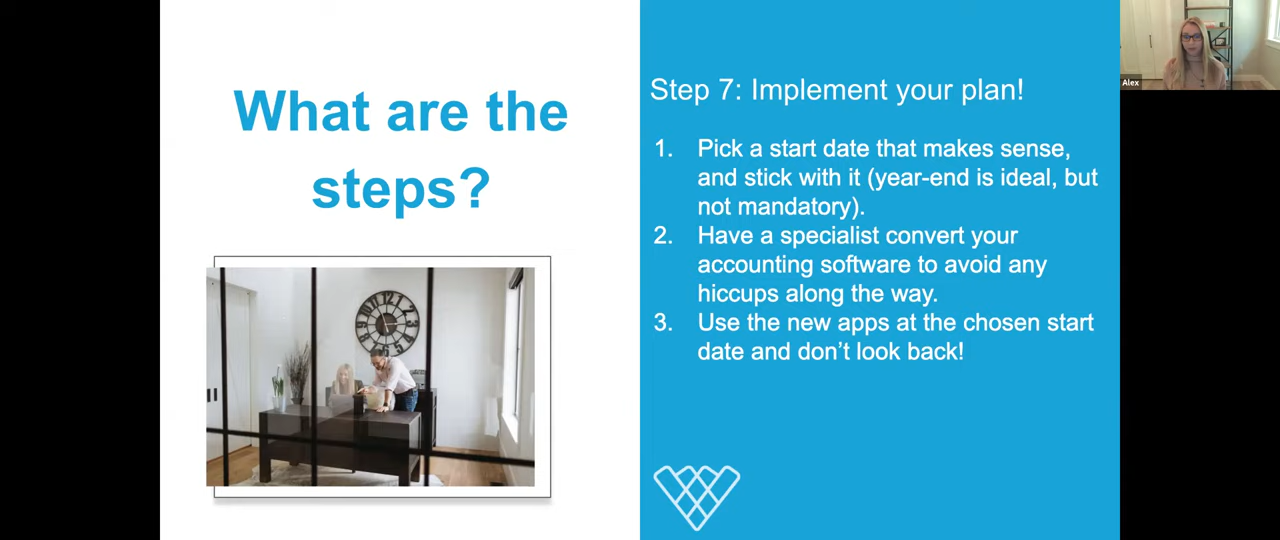 What are the
steps?
Step 7: Implement your plan!
1. Pick a start date that makes sense,
and stick with it (year-end is ideal, but
not mandatory).
2. Have a specialist convert your
accounting software to avoid any
hiccups along the way.
3. Use the new apps at the chosen start
date and don’t look back!
Alex